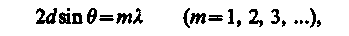 2d sin θ=mλ (m=1, 2, 3, ...),